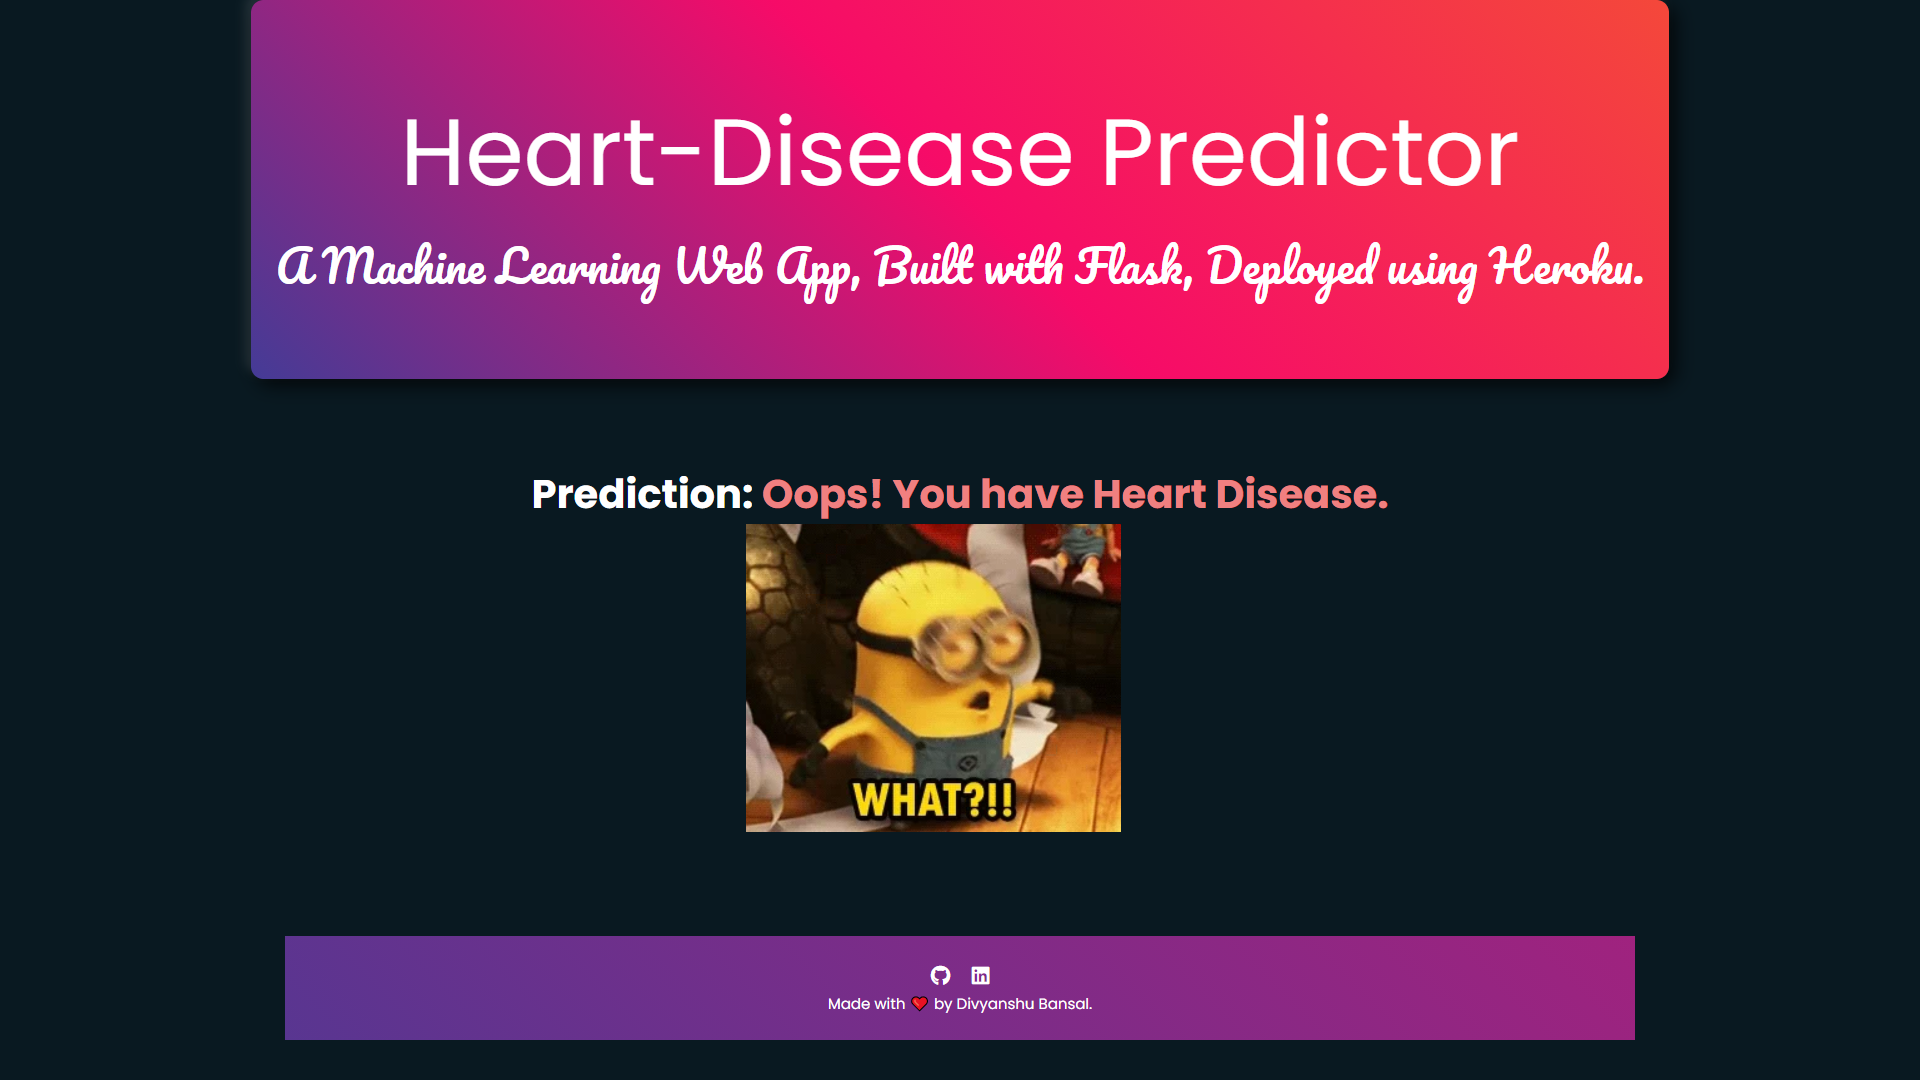 Heart-Disease Predictor
A Machine Learning Web App, Built with Flask, Deployed using Heroku.
Prediction: Oops! You have Heart Disease.
WHAT?!!
in
Made with ❤ by Divyanshu Bansal.